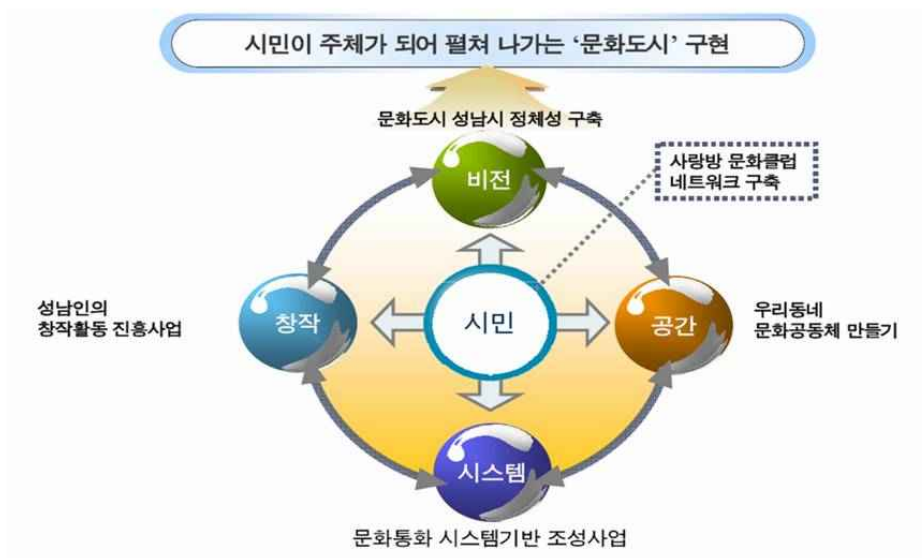 시민이 주체가 되어 펼쳐 나가는 '문화도시' 구현
문화도시 성남시 정체성 구축
비전
사랑방 문화클럽
네트워크 구축
성남인의
창작활동 진흥사업
창작
시민
공간
우리동네
문화공동체 만들기
시스템
문화통화 시스템기반 조성사업